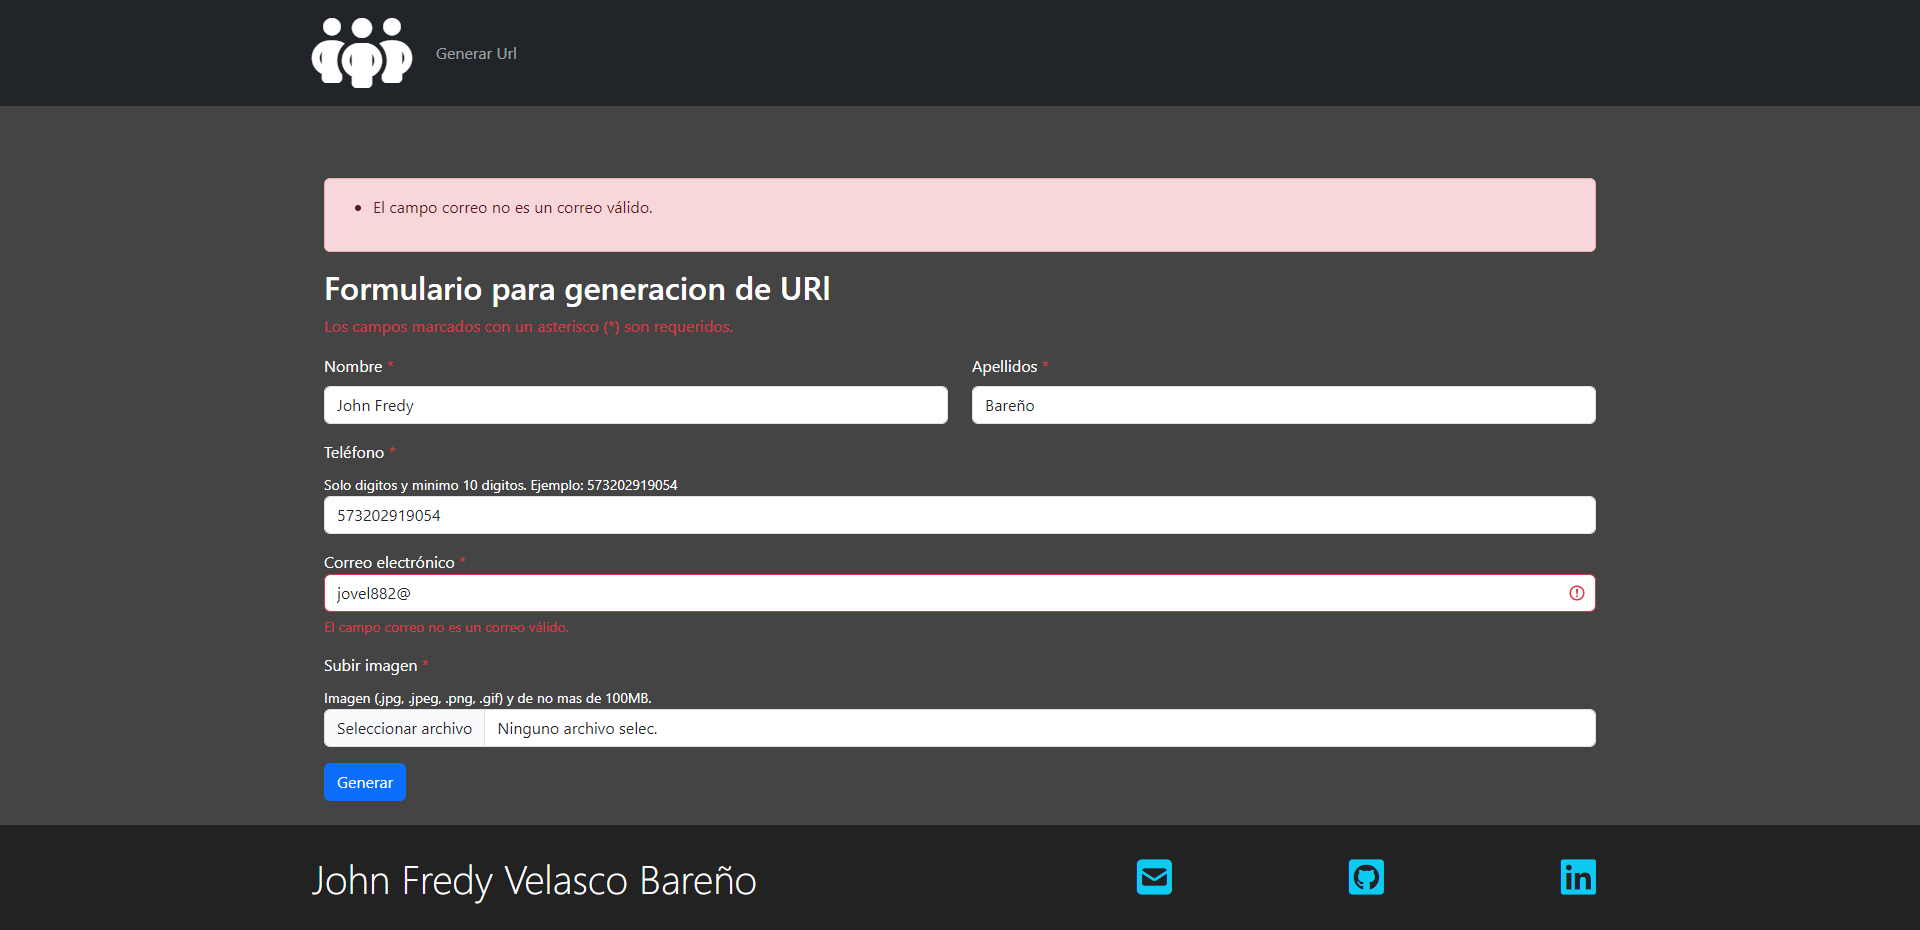 Generar Url
El campo correo no es un correo válido.
Formulario para generacion de URl
Los campos marcados con un asterisco (*) son requeridos.
Nombre *
Apellidos *
John Fredy
Bareño
Teléfono *
Solo digitos y minimo 10 digitos. Ejemplo: 573202919054
573202919054
Correo electrónico *
jovel882@
El campo correo no es un correo válido.
Subir imagen *
Imagen (.jpg, .jpeg, .png, .gif) y de no mas de 100MB.
Seleccionar archivo Ninguno archivo selec.
Generar
John Fredy Velasco Bareño
in